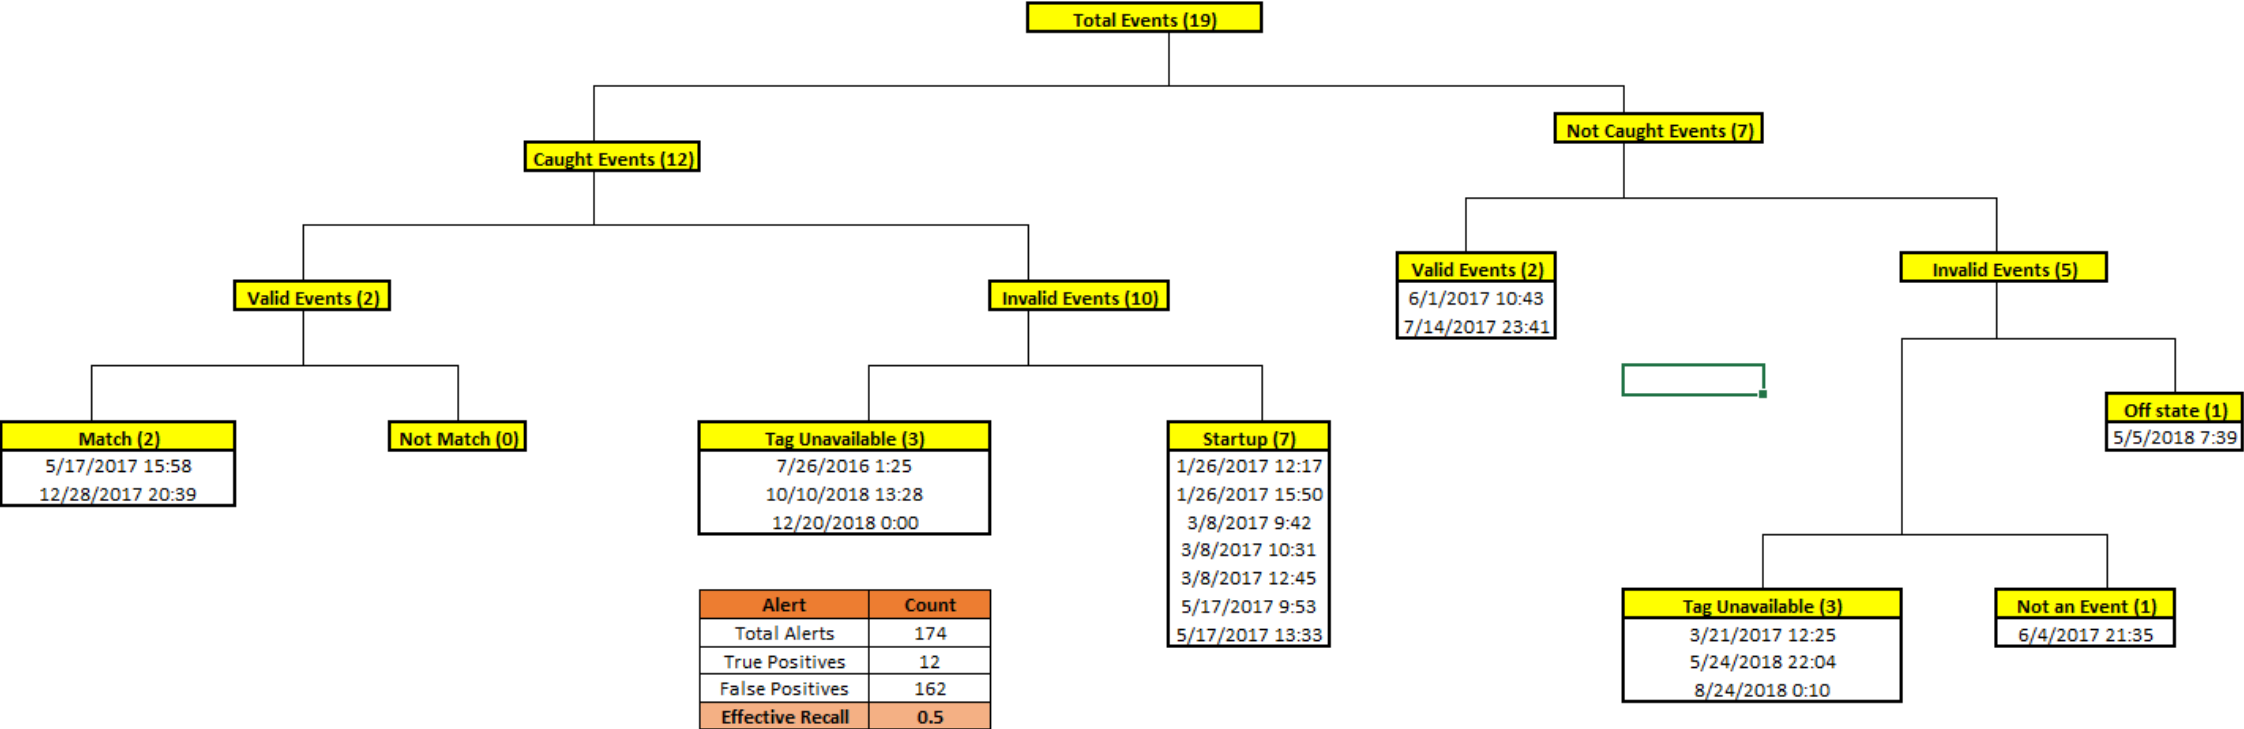 Total Events (19)
Not Caught Events (7)
Caught Events (12)
Valid Events (2)
6/1/2017 10:43
7/14/2017 23:41
Invalid Events (5)
Valid Events (2)
Invalid Events (10)
Off state (1)
5/5/2018 7:39
Match (2)
5/17/2017 15:58
12/28/2017 20:39
Not Match (0)
Tag Unavailable (3)
7/26/2016 1:25
10/10/2018 13:28
12/20/2018 0:00
Startup (7)
1/26/2017 12:17
1/26/2017 15:50
3/8/2017 9:42
3/8/2017 10:31
3/8/2017 12:45
5/17/2017 9:53
5/17/2017 13:33
Alert Count
Total Alerts 174
True Positives 12
False Positives 162
Effective Recall 0.5
Tag Unavailable (3)
3/21/2017 12:25
5/24/2018 22:04
8/24/2018 0:10
Not an Event (1)
6/4/2017 21:35